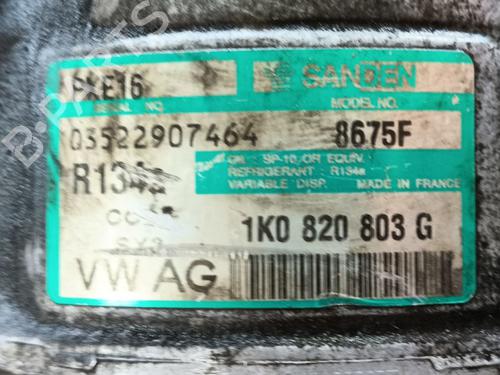 PXE16 SANDEN
SERIAL NO. MODEL NO.
03522907464 8675F
OIL : SP-10, OR EQUIV.
R134a REFRIGERANT : R134a
VARIABLE DISP. MADE IN FRANCE
1K0 820 803 G
VW AG
B-PARTS